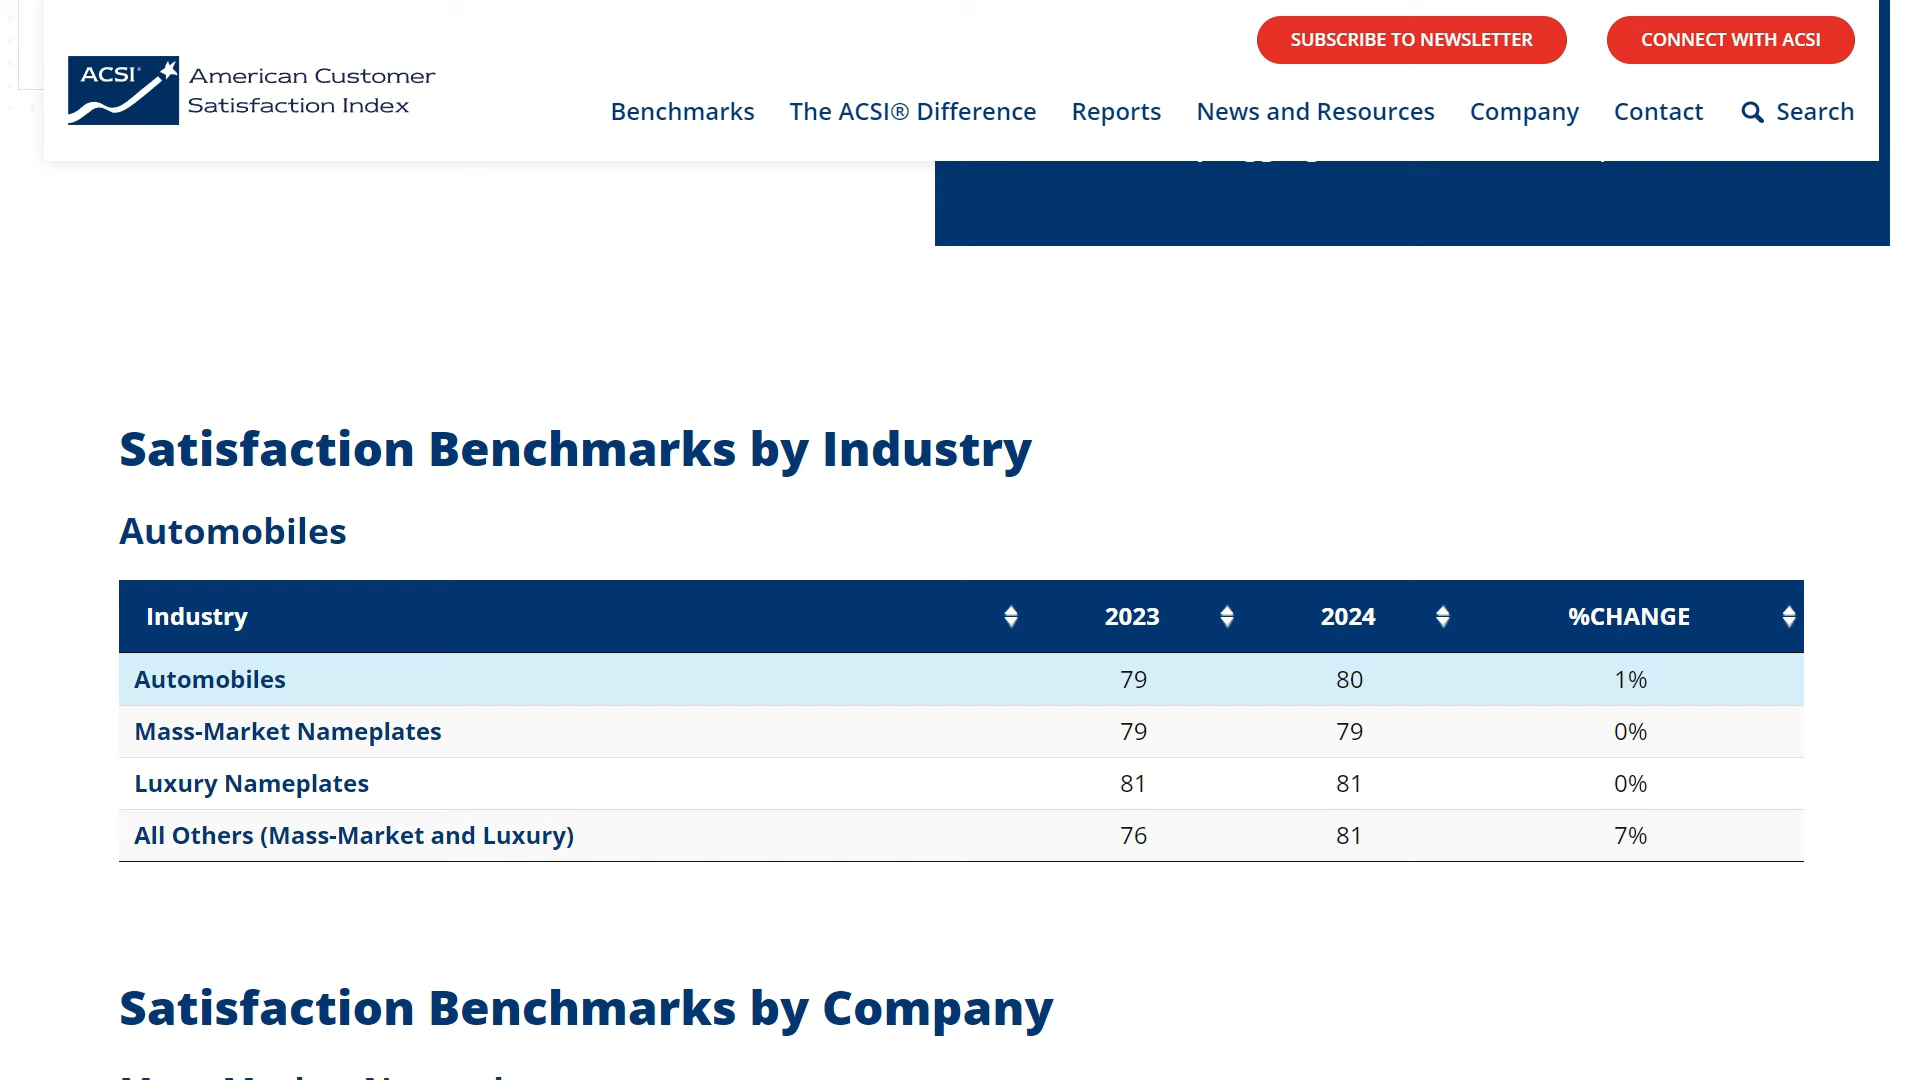 SUBSCRIBE TO NEWSLETTER
CONNECT WITH ACSI
ACSI®
American Customer
Satisfaction Index
Benchmarks
The ACSI® Difference
Reports
News and Resources
Company
Contact
Search
Satisfaction Benchmarks by Industry
Automobiles
Industry 2023 2024 %CHANGE
Automobiles 79 80 1%
Mass-Market Nameplates 79 79 0%
Luxury Nameplates 81 81 0%
All Others (Mass-Market and Luxury) 76 81 7%
Satisfaction Benchmarks by Company